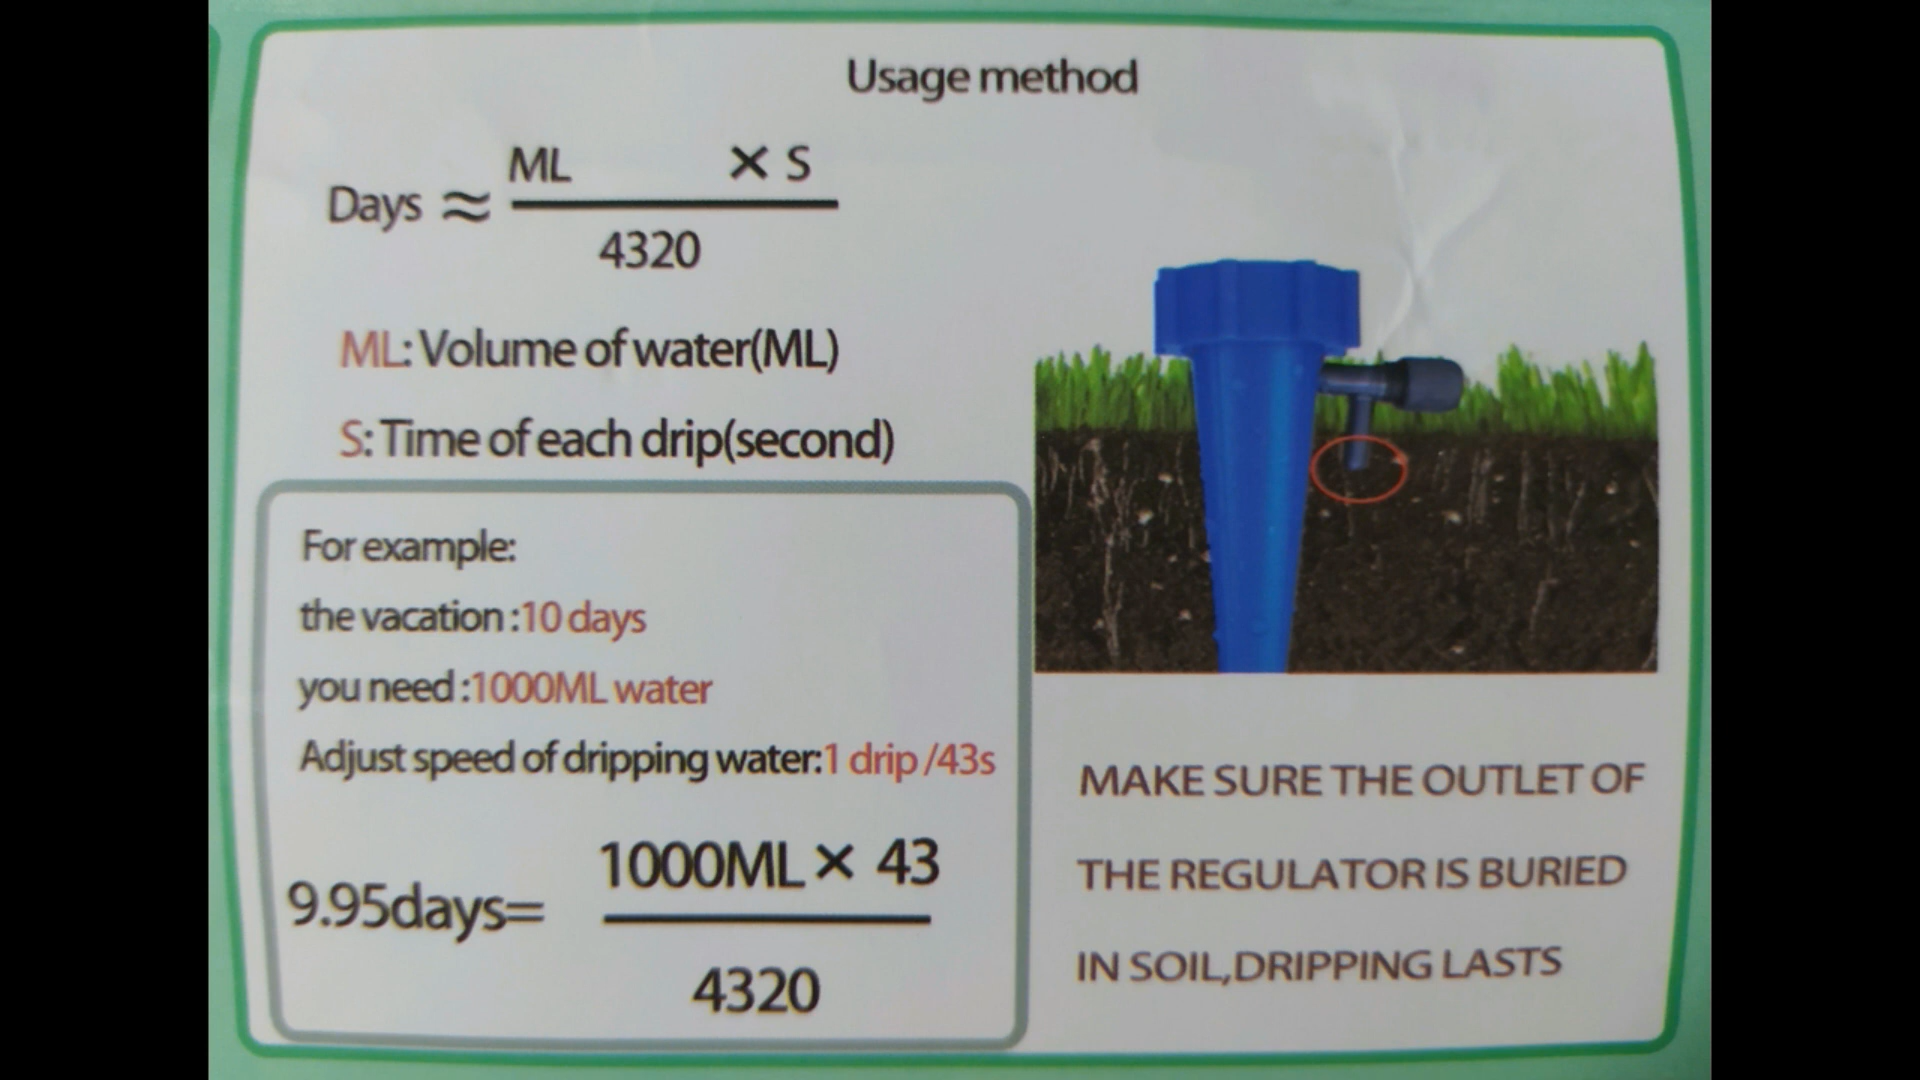 Usage method
Days ≈ ML × S
4320
ML: Volume of water(ML)
S: Time of each drip(second)
For example:
the vacation :10 days
you need :1000ML water
Adjust speed of dripping water:1 drip /43s
9.95days= 1000ML × 43
4320
MAKE SURE THE OUTLET OF
THE REGULATOR IS BURIED
IN SOIL,DRIPPING LASTS